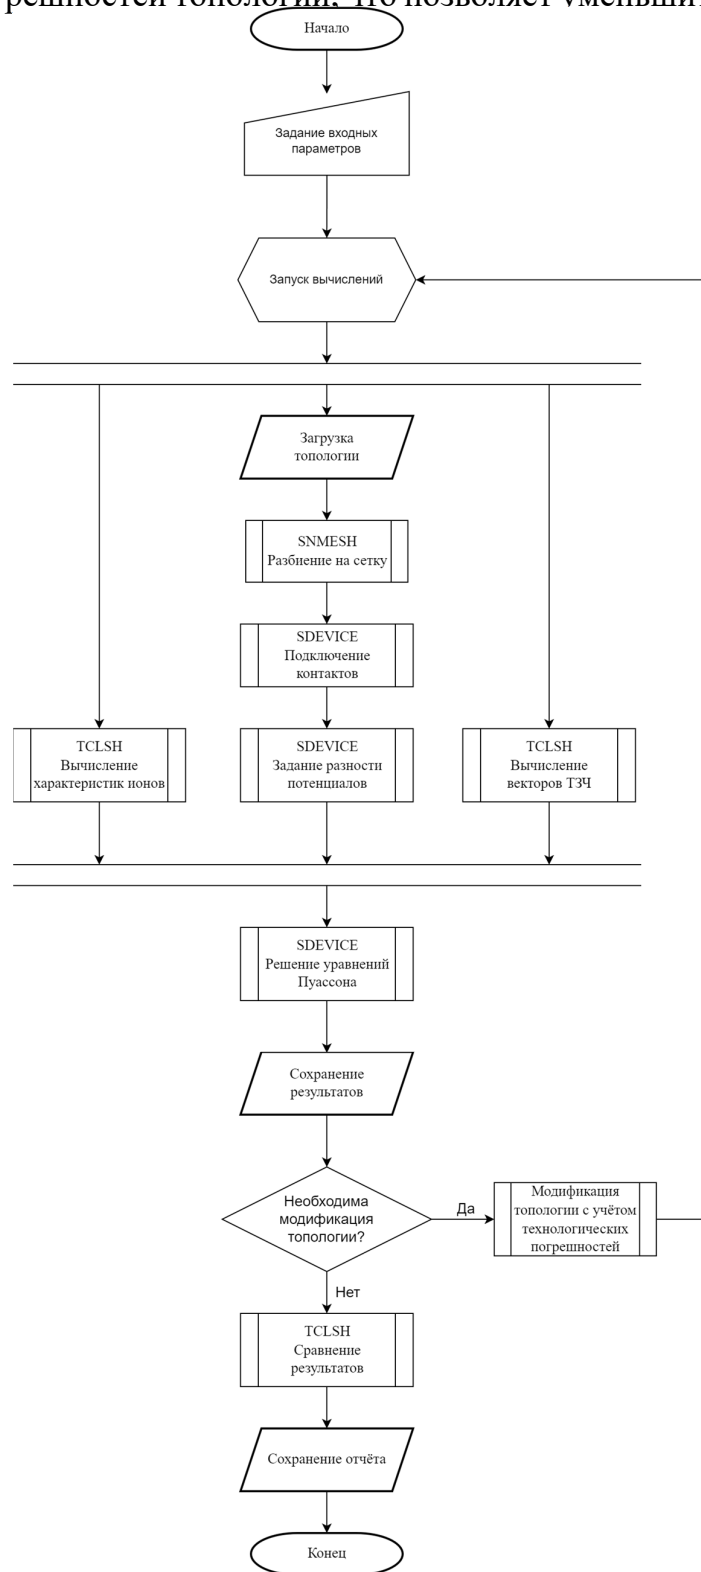 решностей топологии, что позволяет уменьшит
Начало
Задание входных
параметров
Запуск вычислений
Загрузка
топологии
SNMESH
Разбиение на сетку
SDEVICE
Подключение
контактов
TCLSH
Вычисление
характеристик ионов
SDEVICE
Задание разности
потенциалов
TCLSH
Вычисление
векторов ТЗЧ
SDEVICE
Решение уравнений
Пуассона
Сохранение
результатов
Необходима
модификация
топологии?
Да
Модификация
топологии с учётом
технологических
погрешностей
Нет
TCLSH
Сравнение
результатов
Сохранение отчёта
Конец